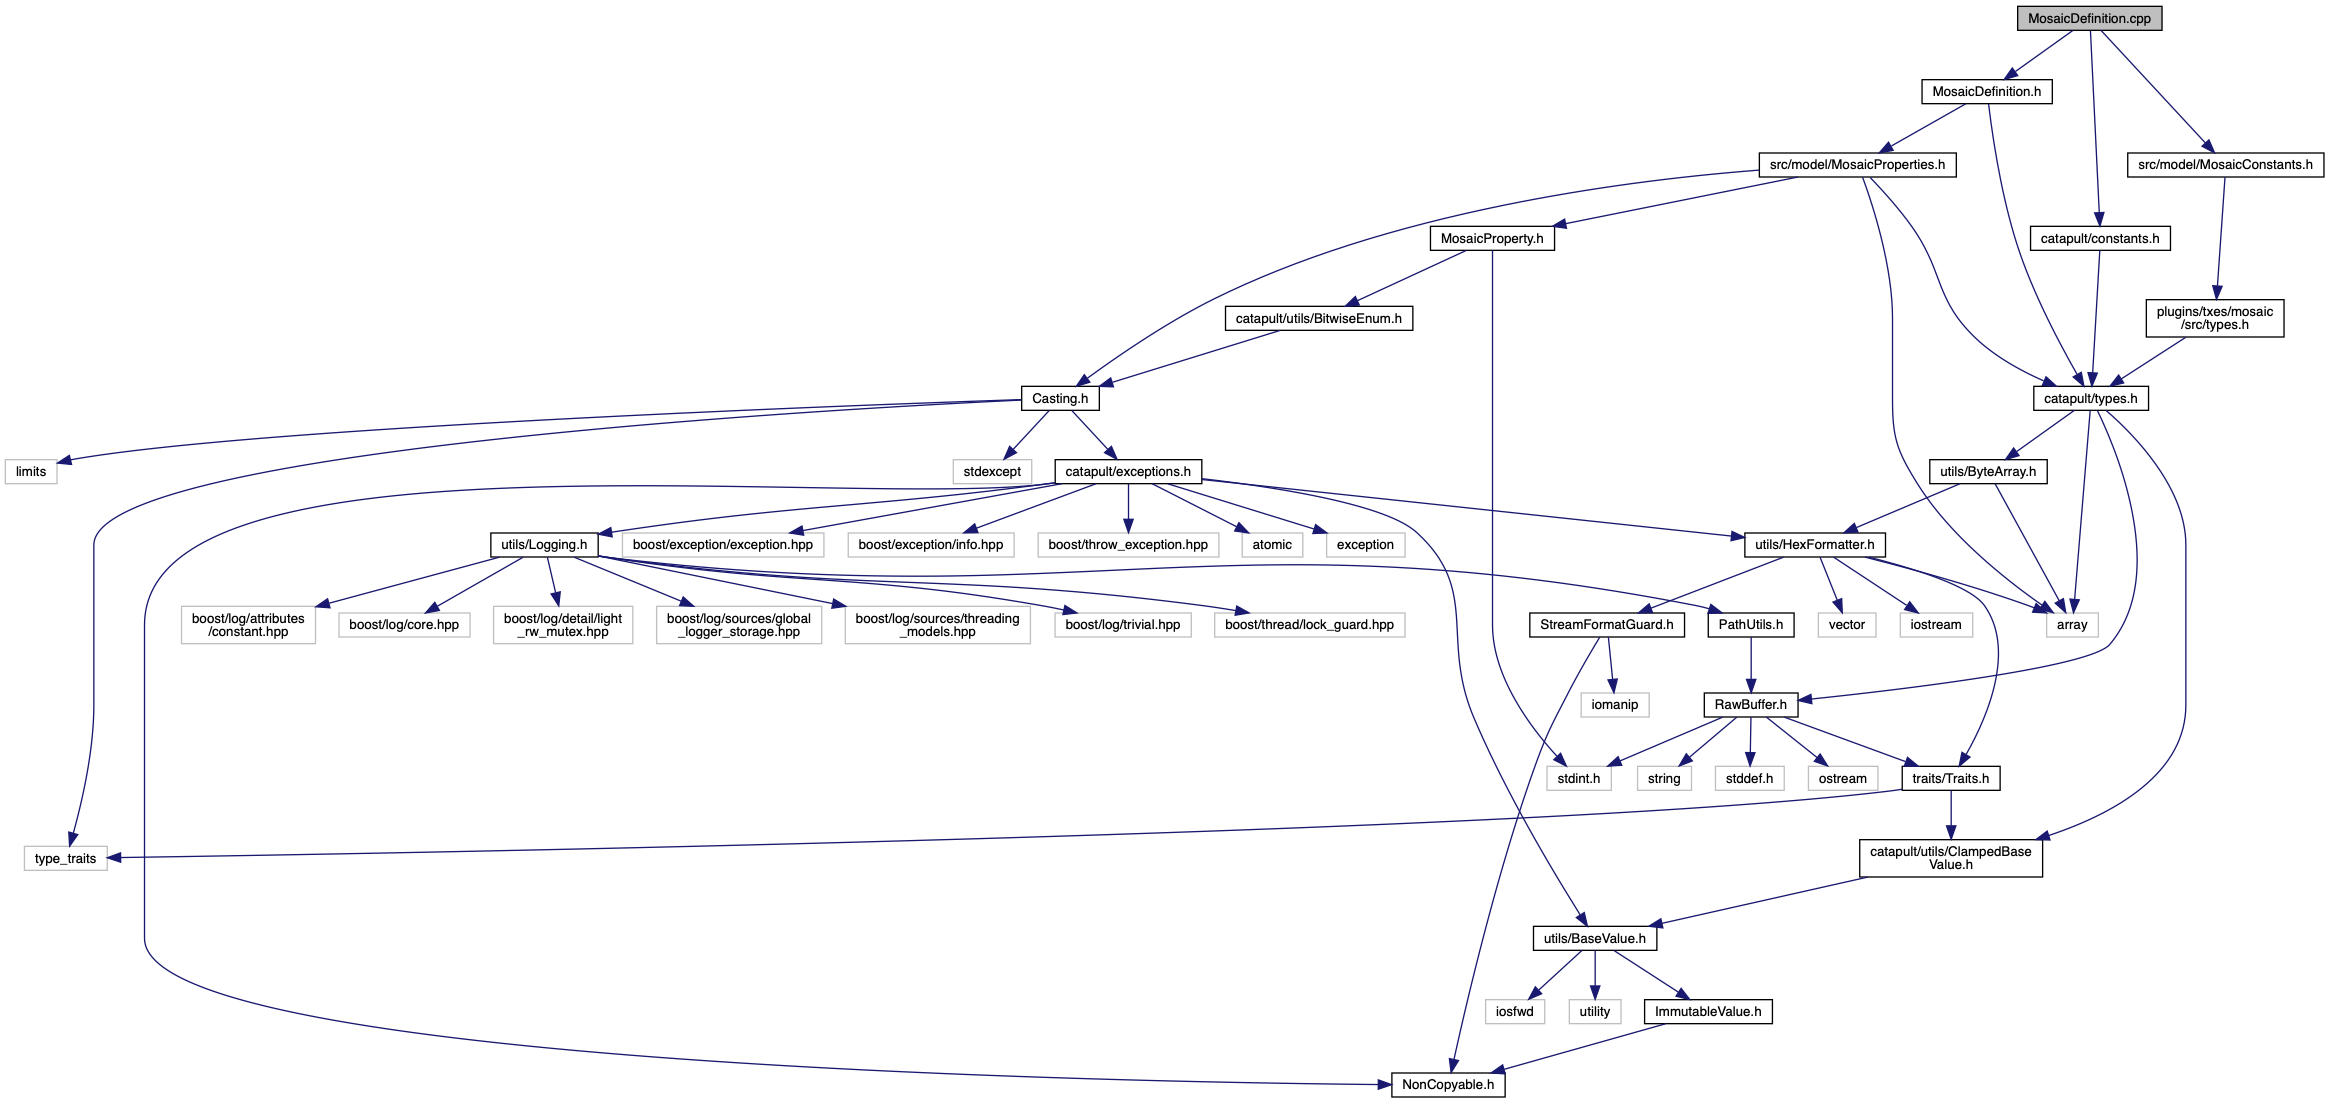 MosaicDefinition.cpp
MosaicDefinition.h
src/model/MosaicProperties.h
src/model/MosaicConstants.h
MosaicProperty.h
catapult/constants.h
catapult/utils/BitwiseEnum.h
plugins/txes/mosaic
/src/types.h
Casting.h
catapult/types.h
limits
stdexcept
catapult/exceptions.h
utils/ByteArray.h
utils/Logging.h
boost/exception/exception.hpp
boost/exception/info.hpp
boost/throw_exception.hpp
atomic
exception
utils/HexFormatter.h
boost/log/attributes
/constant.hpp
boost/log/core.hpp
boost/log/detail/light
_rw_mutex.hpp
boost/log/sources/global
_logger_storage.hpp
boost/log/sources/threading
_models.hpp
boost/log/trivial.hpp
boost/thread/lock_guard.hpp
StreamFormatGuard.h
PathUtils.h
vector
iostream
array
iomanip
RawBuffer.h
stdint.h
string
stddef.h
ostream
traits/Traits.h
type_traits
catapult/utils/ClampedBase
Value.h
utils/BaseValue.h
iosfwd
utility
ImmutableValue.h
NonCopyable.h